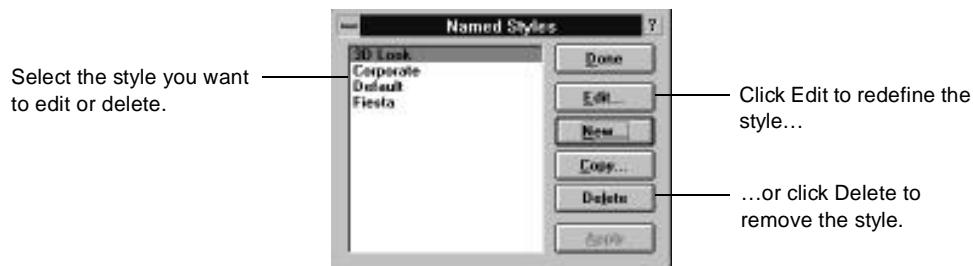 Named Styles
?
Select the style you want
to edit or delete.
3D Look
Corporate
Default
Fiesta
Done
Edit...
New...
Copy...
Delete
Apply
Click Edit to redefine the
style…
…or click Delete to
remove the style.